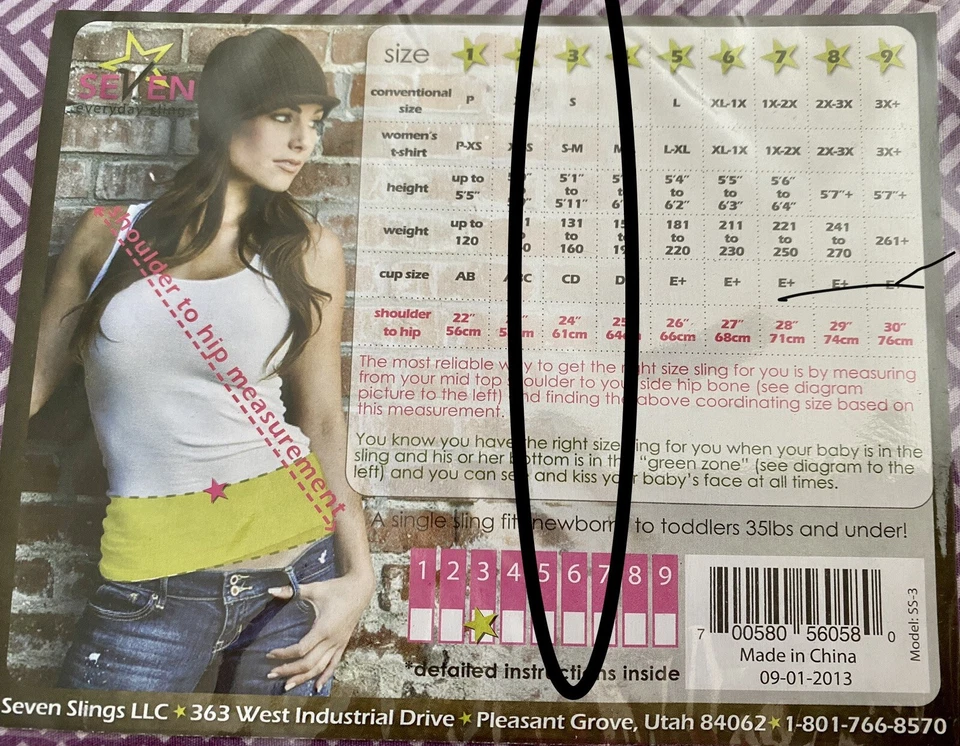 SEVEN
everyday slings
shoulder to hip measurement
size 1 3 5 6 7 8 9
conventional size P S L XL-1X 1X-2X 2X-3X 3X+
women's t-shirt P-XS S-M L-XL XL-1X 1X-2X 2X-3X 3X+
height up to 5'5" 5'1" to 5'11" 5'4" to 6'2" 5'5" to 6'3" 5'6" to 6'4" 5'7"+ 5'7"+
weight up to 120 131 to 160 181 to 220 211 to 230 221 to 250 241 to 270 261+
cup size AB CD E+ E+ E+ E+ E+
shoulder to hip 22" 56cm 24" 61cm 26" 66cm 27" 68cm 28" 71cm 29" 74cm 30" 76cm
The most reliable way to get the right size sling for you is by measuring
from your mid top shoulder to your side hip bone (see diagram
picture to the left) and finding the above coordinating size based on
this measurement.
You know you have the right size sling for you when your baby is in the
sling and his or her bottom is in the "green zone" (see diagram to the
left) and you can see and kiss your baby's face at all times.
A single sling fits newborns to toddlers 35lbs and under!
1 2 3 4 5 6 7 8 9
*detailed instructions inside
7 00580 56058 0
Made in China
09-01-2013
Model: SS-3
Seven Slings LLC ★ 363 West Industrial Drive ★ Pleasant Grove, Utah 84062 ★ 1-801-766-8570